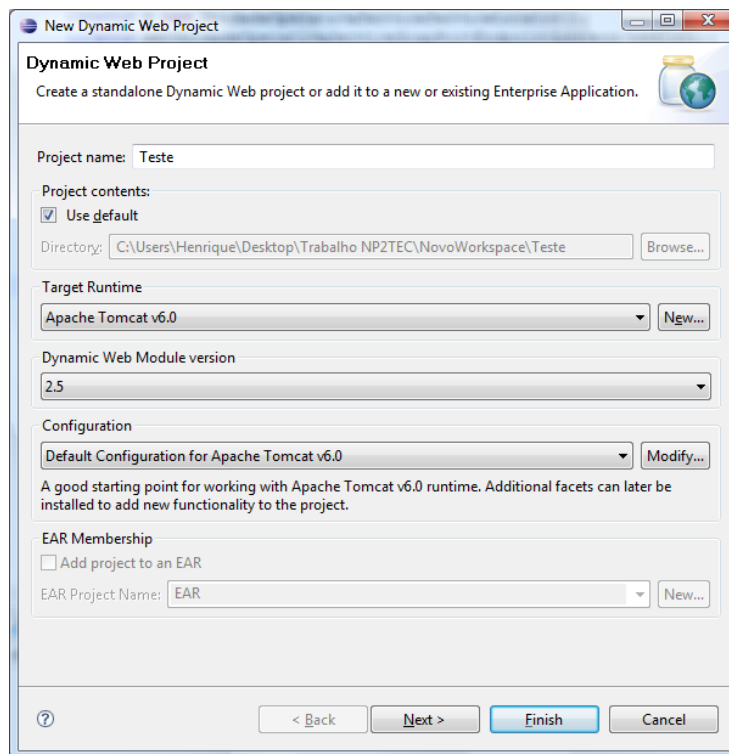 New Dynamic Web Project
Dynamic Web Project
Create a standalone Dynamic Web project or add it to a new or existing Enterprise Application.
Project name: Teste
Project contents:
Use default
Directory: C:\Users\Henrique\Desktop\Trabalho NP2TEC\NovoWorkspace\Teste Browse...
Target Runtime
Apache Tomcat v6.0 New...
Dynamic Web Module version
2.5
Configuration
Default Configuration for Apache Tomcat v6.0 Modify...
A good starting point for working with Apache Tomcat v6.0 runtime. Additional facets can later be
installed to add new functionality to the project.
EAR Membership
Add project to an EAR
EAR Project Name: EAR New...
? < Back Next > Finish Cancel